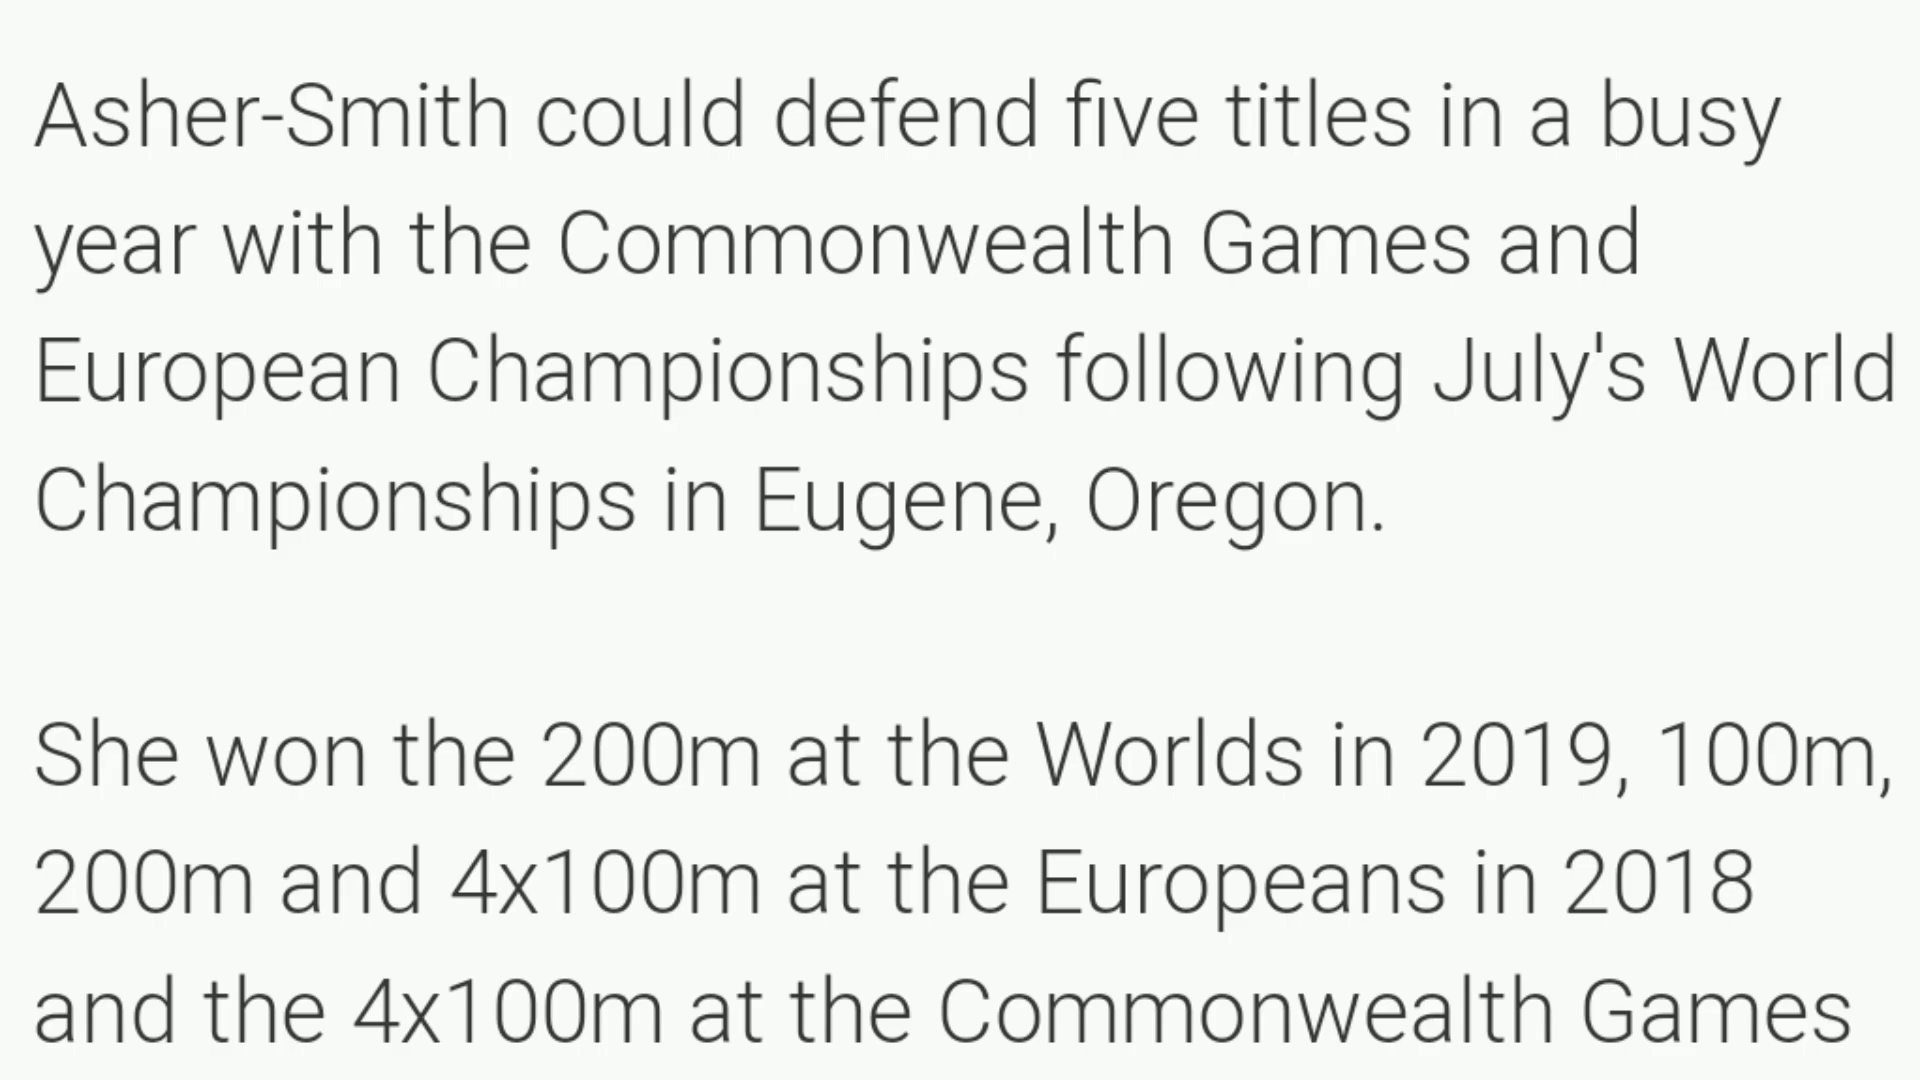 Asher-Smith could defend five titles in a busy
year with the Commonwealth Games and
European Championships following July's World
Championships in Eugene, Oregon.
She won the 200m at the Worlds in 2019, 100m,
200m and 4x100m at the Europeans in 2018
and the 4x100m at the Commonwealth Games